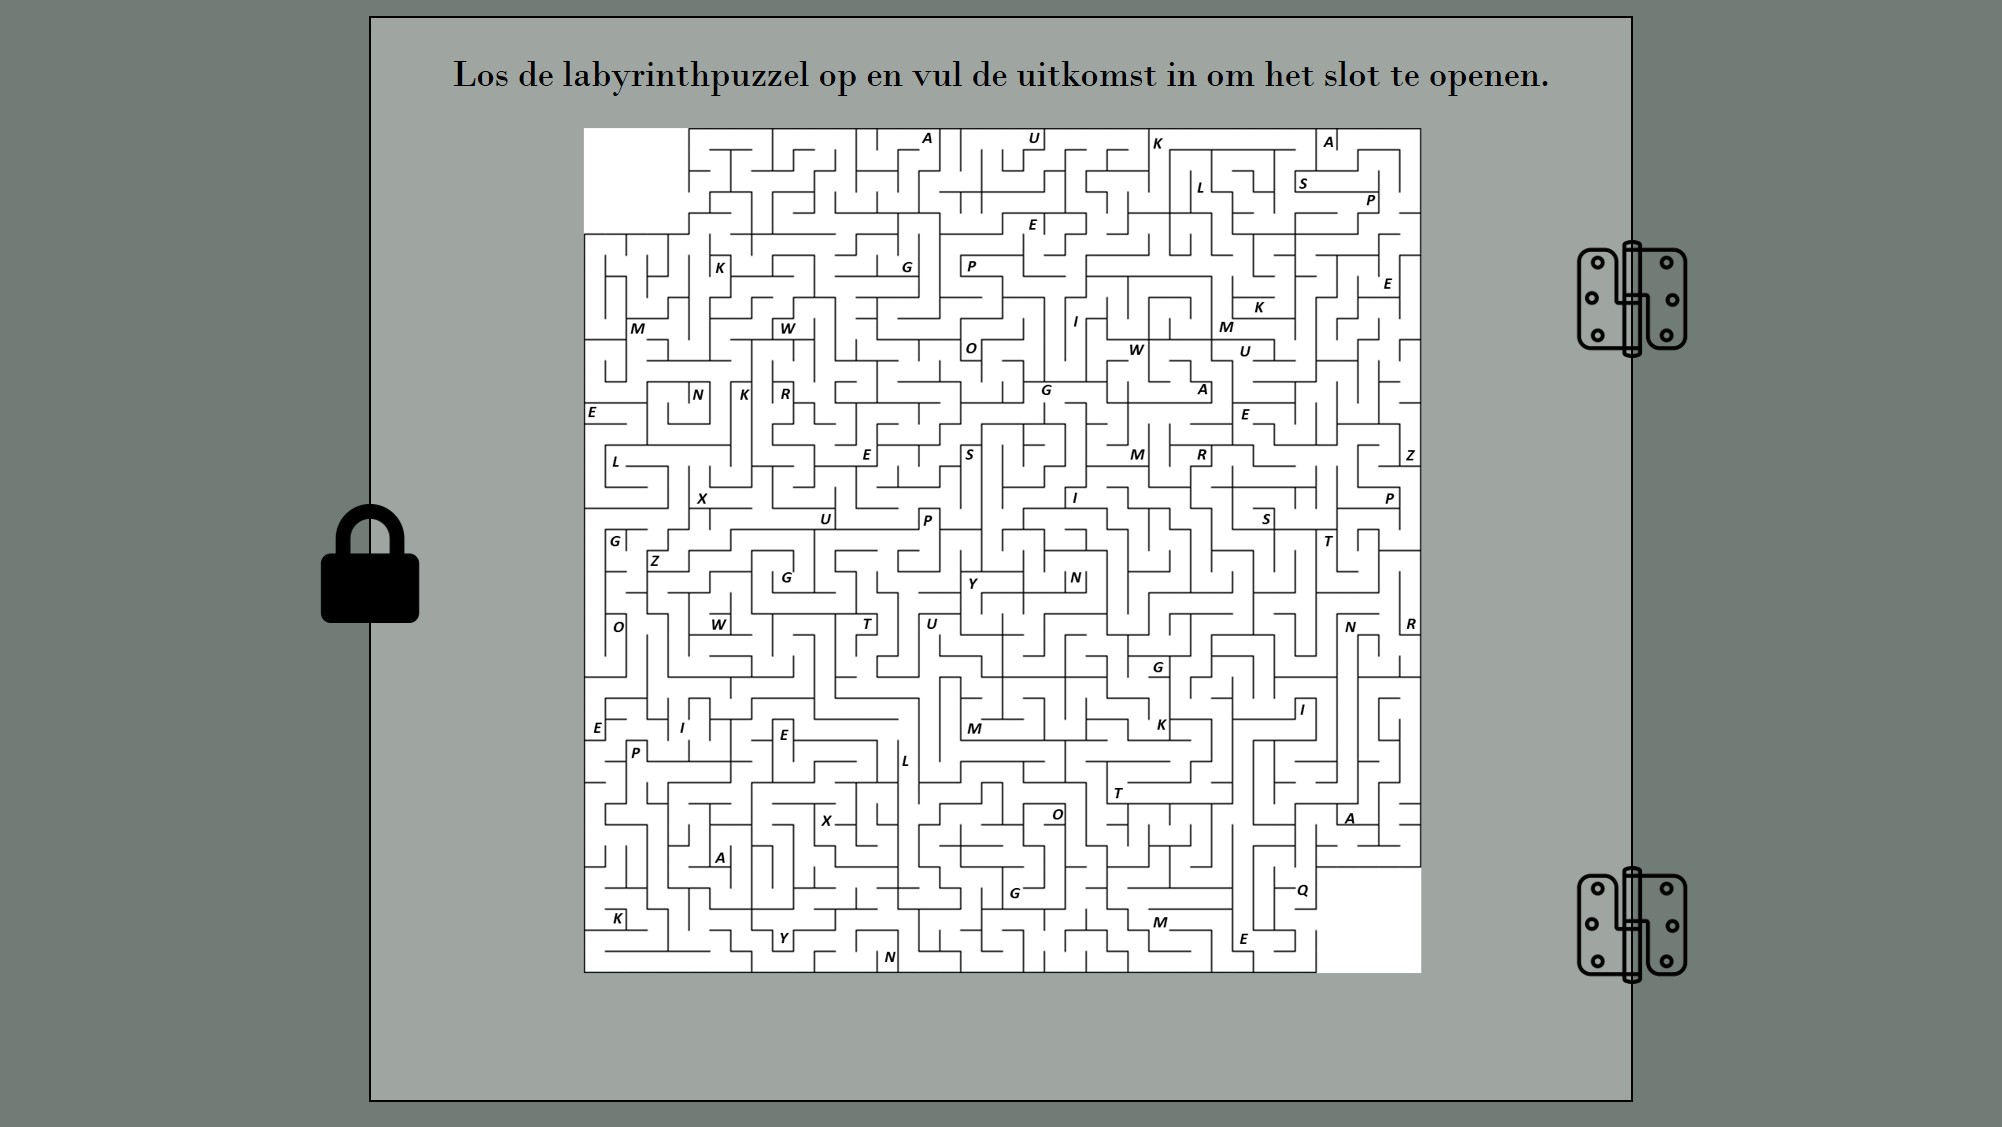 Los de labyrinthpuzzel op en vul de uitkomst in om het slot te openen.
A U K A
L S
P
E
K G P
E
K
M W I M
O W U
N K R G A
E E
L E S M R Z
X I P
U P S
G T
Z
G Y N
O W T U N R
G
I
E I E M K
P L
T
X O A
A
G Q
K M
Y E
N